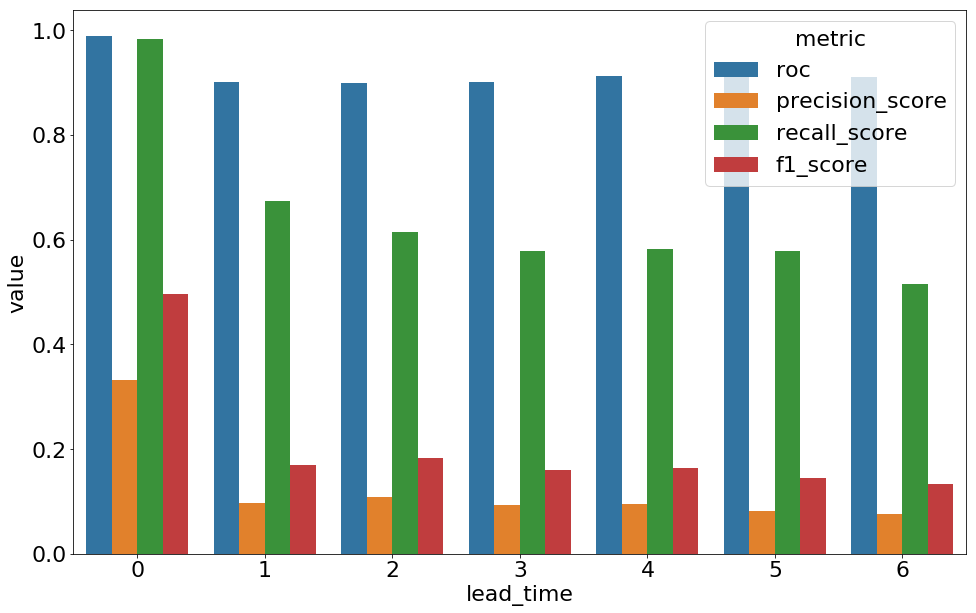 metric
roc
precision_score
recall_score
f1_score
1.0
0.8
0.6
0.4
0.2
0.0
value
0 1 2 3 4 5 6
lead_time